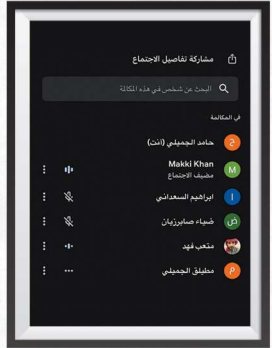 مشاركة تفاصيل الاجتماع
البحث عن شخص في هذه المكالمة
في المكالمة
حامد الجميلي (انت)
Makki Khan
M
مضيف الاجتماع
ابراهيم السعداني
ا
ضياء صابرزيان
ض
متعب فهد
مطيلق الجميلي